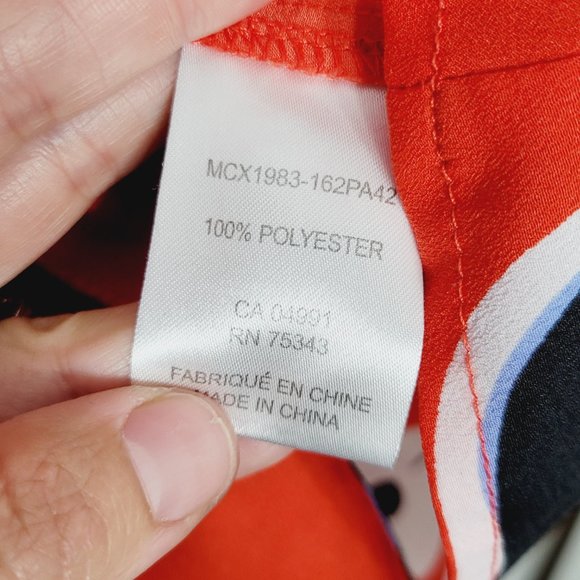 MCX1983-162PA42
100% POLYESTER
CA 04991
RN 75343
FABRIQUÉ EN CHINE
MADE IN CHINA